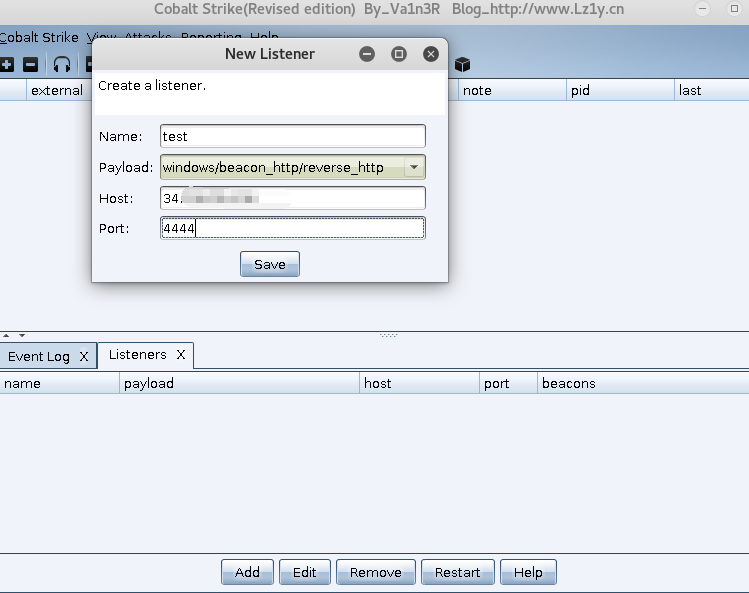 Cobalt Strike(Revised edition) By_Va1n3R Blog_http://www.Lz1y.cn
Cobalt Strike View Attacks Reporting Help
New Listener
external note pid last
Create a listener.
Name: test
Payload: windows/beacon_http/reverse_http
Host: 34.
Port: 4444
Save
Event Log X Listeners X
name payload host port beacons
Add Edit Remove Restart Help